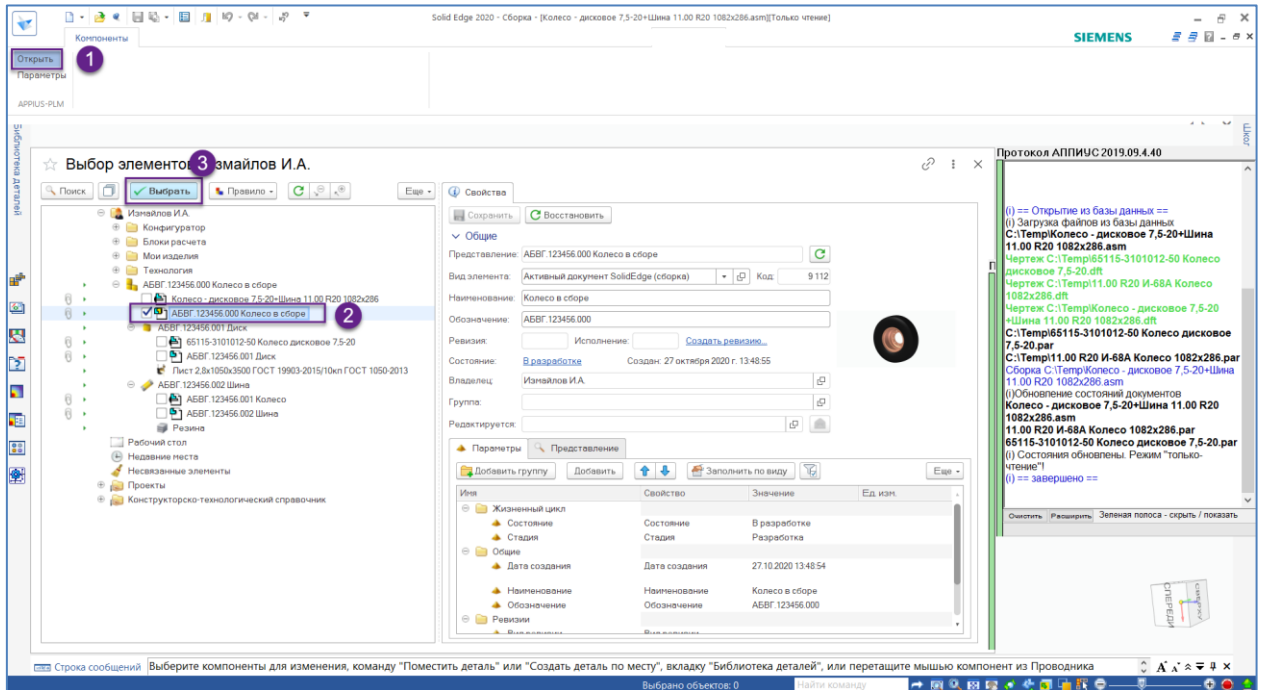 Solid Edge 2020 - Сборка - [Колесо - дисковое 7,5-20+Шина 11.00 R20 1082x286.asm][Только чтение]
Компоненты
SIEMENS
Открыть
1
Параметры
APPIUS-PLM
Библиотека деталей
Выбор элементов
3
Измайлов И.А.
Поиск
Выбрать
Правило
Еще
Измайлов И.А.
Конфигуратор
Блоки расчета
Мои изделия
Технология
АБВГ.123456.000 Колесо в сборе
Колесо - дисковое 7,5-20+Шина 11.00 R20 1082x286
АБВГ.123456.000 Колесо в сборе
2
АБВГ.123456.001 Диск
65115-3101012-50 Колесо дисковое 7,5-20
АБВГ.123456.001 Диск
Лист 2.8x1050x3500 ГОСТ 19903-2015/10кп ГОСТ 1050-2013
АБВГ.123456.002 Шина
АБВГ.123456.001 Колесо
АБВГ.123456.002 Шина
Резина
Рабочий стол
Недавние места
Несвязанные элементы
Проекты
Конструкторско-технологический справочник
Свойства
Сохранить
Восстановить
Общие
Представление: АБВГ.123456.000 Колесо в сборе
Вид элемента: Активный документ SolidEdge (сборка) Код: 9 112
Наименование: Колесо в сборе
Обозначение: АБВГ.123456.000
Ревизия: Исполнение: Создать ревизию...
Состояние: В разработке Создан: 27 октября 2020 г. 13:48:55
Владелец: Измайлов И.А.
Группа:
Редактируется:
Параметры
Представление
Добавить группу
Добавить
Заполнить по виду
Еще
Имя Свойство Значение Ед. изм.
Жизненный цикл
Состояние Состояние В разработке
Стадия Стадия Разработка
Общие
Дата создания Дата создания 27.10.2020 13:48:54
Наименование Наименование Колесо в сборе
Обозначение Обозначение АБВГ.123456.000
Ревизии
Вид ревизии Вид ревизии
Протокол АППИУС 2019.09.4.40
(i) == Открытие из базы данных ==
(i) Загрузка файлов из базы данных
C:\Temp\Колесо - дисковое 7,5-20+Шина
11.00 R20 1082x286.asm
Чертеж C:\Temp\65115-3101012-50 Колесо
дисковое 7,5-20.dft
Чертеж C:\Temp\11.00 R20 И-68А Колесо
1082x286.dft
Чертеж C:\Temp\Колесо - дисковое 7,5-20
+Шина 11.00 R20 1082x286.dft
C:\Temp\65115-3101012-50 Колесо дисковое
7,5-20.par
C:\Temp\11.00 R20 И-68А Колесо 1082x286.par
Сборка C:\Temp\Колесо - дисковое 7,5-20+Шина
11.00 R20 1082x286.asm
(i)Обновление состояний документов
Колесо - дисковое 7,5-20+Шина 11.00 R20
1082x286.asm
11.00 R20 И-68А Колесо 1082x286.par
65115-3101012-50 Колесо дисковое 7,5-20.par
(i) Состояния обновлены. Режим "только-
чтение"!
(i) == завершено ==
Очистить Расширить Зеленая полоса - скрыть / показать
СПЕРЕДИ
Строка сообщений
Выберите компоненты для изменения, команду "Поместить деталь" или "Создать деталь по месту", вкладку "Библиотека деталей", или перетащите мышью компонент из Проводника
Выбрано объектов: 0
Найти команду